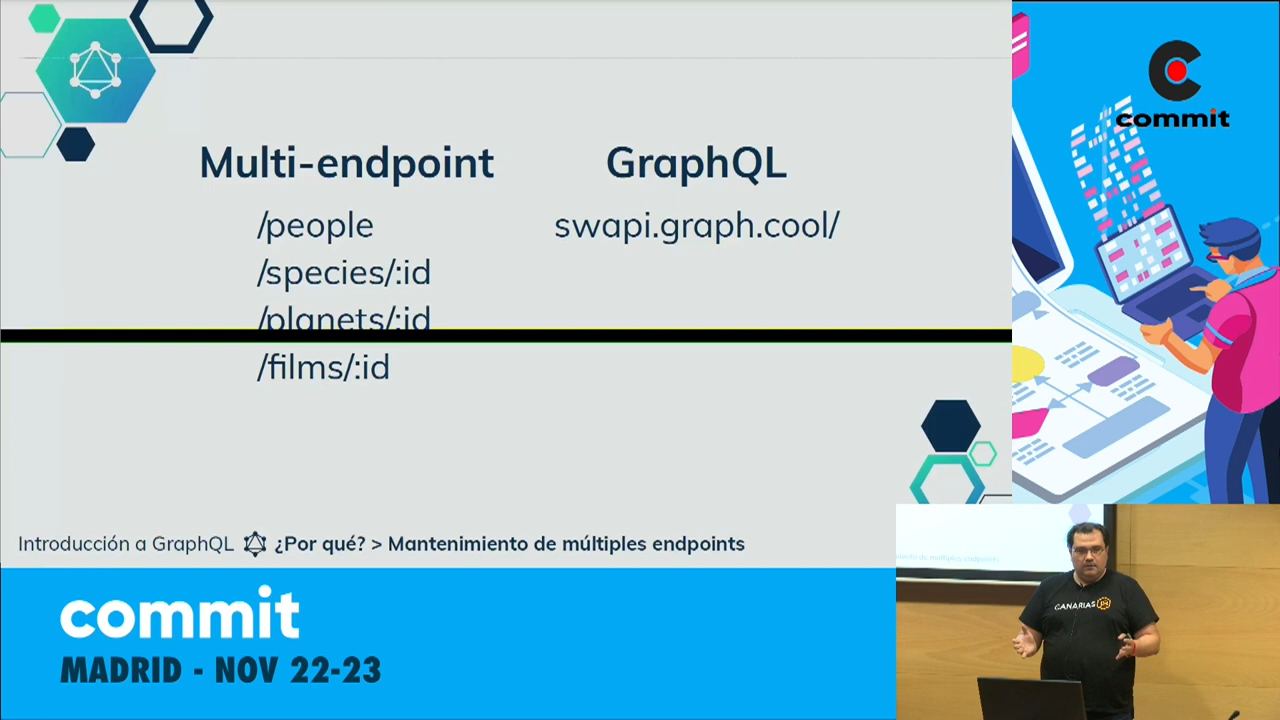 Multi-endpoint
/people
/species/:id
/planets/:id
/films/:id
GraphQL
swapi.graph.cool/
Introducción a GraphQL ¿Por qué? > Mantenimiento de múltiples endpoints
commit
commit
MADRID - NOV 22-23
CANARIAS